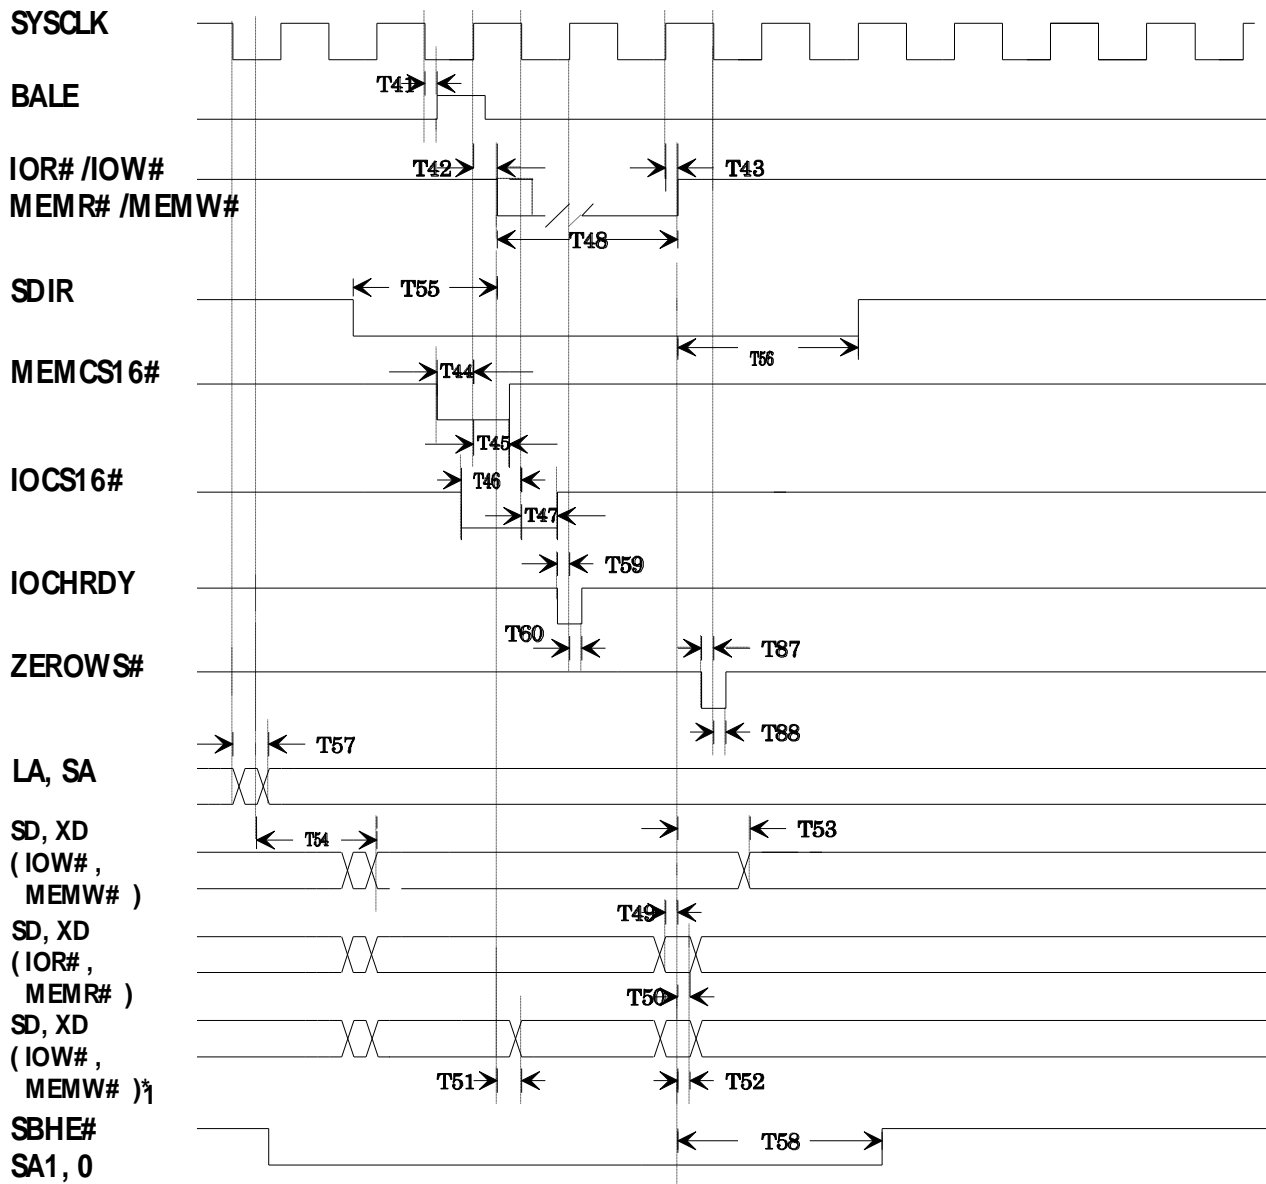 SYSCLK
T41
BALE
IOR# /IOW#
T42
T43
MEMR# /MEMW#
T48
SDIR
T55
T56
MEMCS16#
T44
T45
IOCS16#
T46
T47
IOCHRDY
T59
T60
ZEROWS#
T87
T88
T57
LA, SA
SD, XD
T54
T53
( IOW# ,
MEMW# )
T49
SD, XD
( IOR# ,
MEMR# )
T50
SD, XD
( IOW# ,
MEMW# )*1
T51
T52
SBHE#
T58
SA1, 0